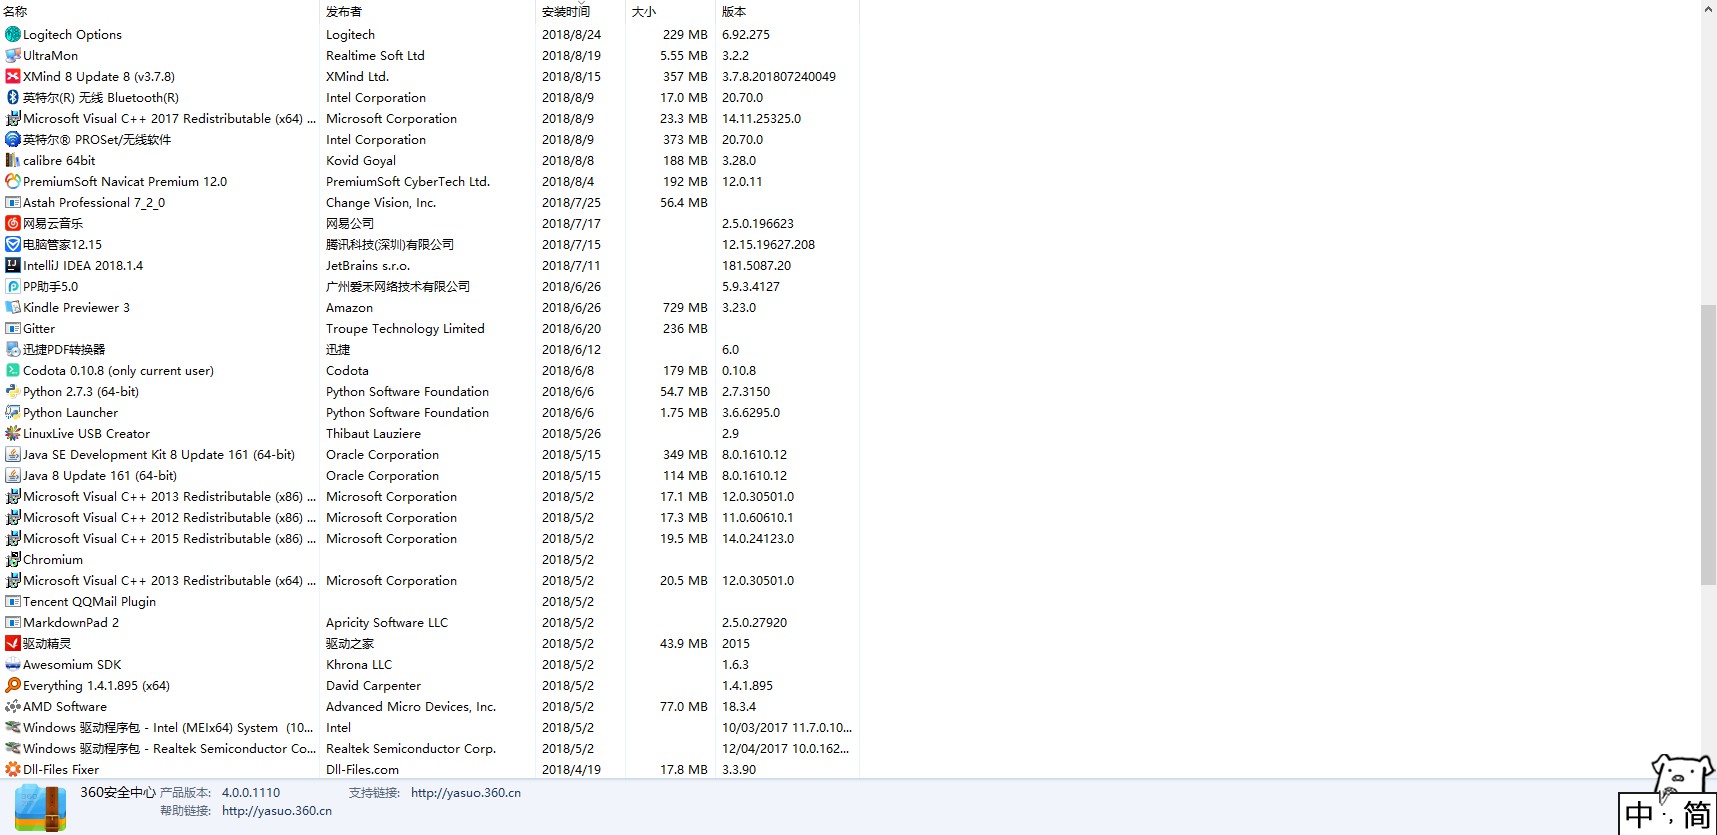 名称 发布者 安装时间 大小 版本
Logitech Options Logitech 2018/8/24 229 MB 6.92.275
UltraMon Realtime Soft Ltd 2018/8/19 5.55 MB 3.2.2
XMind 8 Update 8 (v3.7.8) XMind Ltd. 2018/8/15 357 MB 3.7.8.201807240049
英特尔(R) 无线 Bluetooth(R) Intel Corporation 2018/8/9 17.0 MB 20.70.0
Microsoft Visual C++ 2017 Redistributable (x64) ... Microsoft Corporation 2018/8/9 23.3 MB 14.11.25325.0
英特尔® PROSet/无线软件 Intel Corporation 2018/8/9 373 MB 20.70.0
calibre 64bit Kovid Goyal 2018/8/8 188 MB 3.28.0
PremiumSoft Navicat Premium 12.0 PremiumSoft CyberTech Ltd. 2018/8/4 192 MB 12.0.11
Astah Professional 7_2_0 Change Vision, Inc. 2018/7/25 56.4 MB
网易云音乐 网易公司 2018/7/17 2.5.0.196623
电脑管家12.15 腾讯科技(深圳)有限公司 2018/7/15 12.15.19627.208
IntelliJ IDEA 2018.1.4 JetBrains s.r.o. 2018/7/11 181.5087.20
PP助手5.0 广州爱禾网络技术有限公司 2018/6/26 5.9.3.4127
Kindle Previewer 3 Amazon 2018/6/26 729 MB 3.23.0
Gitter Troupe Technology Limited 2018/6/20 236 MB
迅捷PDF转换器 迅捷 2018/6/12 6.0
Codota 0.10.8 (only current user) Codota 2018/6/8 179 MB 0.10.8
Python 2.7.3 (64-bit) Python Software Foundation 2018/6/6 54.7 MB 2.7.3150
Python Launcher Python Software Foundation 2018/6/6 1.75 MB 3.6.6295.0
LinuxLive USB Creator Thibaut Lauziere 2018/5/26 2.9
Java SE Development Kit 8 Update 161 (64-bit) Oracle Corporation 2018/5/15 349 MB 8.0.1610.12
Java 8 Update 161 (64-bit) Oracle Corporation 2018/5/15 114 MB 8.0.1610.12
Microsoft Visual C++ 2013 Redistributable (x86) ... Microsoft Corporation 2018/5/2 17.1 MB 12.0.30501.0
Microsoft Visual C++ 2012 Redistributable (x86) ... Microsoft Corporation 2018/5/2 17.3 MB 11.0.60610.1
Microsoft Visual C++ 2015 Redistributable (x86) ... Microsoft Corporation 2018/5/2 19.5 MB 14.0.24123.0
Chromium 2018/5/2
Microsoft Visual C++ 2013 Redistributable (x64) ... Microsoft Corporation 2018/5/2 20.5 MB 12.0.30501.0
Tencent QQMail Plugin 2018/5/2
MarkdownPad 2 Apricity Software LLC 2018/5/2 2.5.0.27920
驱动精灵 驱动之家 2018/5/2 43.9 MB 2015
Awesomium SDK Khrona LLC 2018/5/2 1.6.3
Everything 1.4.1.895 (x64) David Carpenter 2018/5/2 1.4.1.895
AMD Software Advanced Micro Devices, Inc. 2018/5/2 77.0 MB 18.3.4
Windows 驱动程序包 - Intel (MEIx64) System (10... Intel 2018/5/2 10/03/2017 11.7.0.10...
Windows 驱动程序包 - Realtek Semiconductor Co... Realtek Semiconductor Corp. 2018/5/2 12/04/2017 10.0.162...
Dll-Files Fixer Dll-Files.com 2018/4/19 17.8 MB 3.3.90
360安全中心 产品版本: 4.0.0.1110 支持链接: http://yasuo.360.cn
帮助链接: http://yasuo.360.cn
中 ·, 简